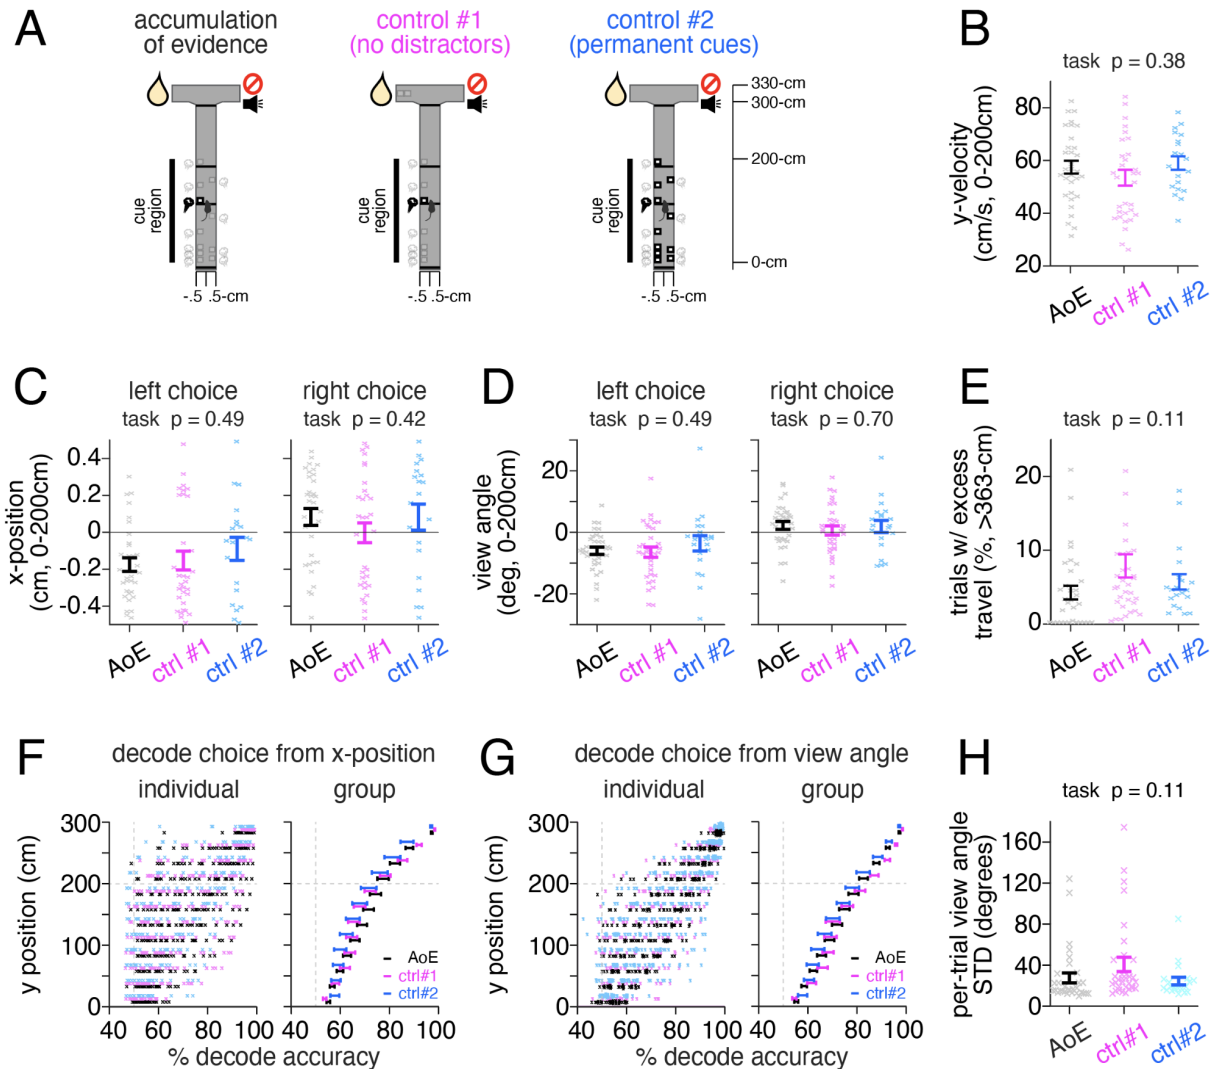 A
accumulation
of evidence
control #1
(no distractors)
control #2
(permanent cues)
330-cm
300-cm
200-cm
0-cm
cue
region
-.5 .5-cm
cue
region
-.5 .5-cm
cue
region
-.5 .5-cm
B
task p = 0.38
y-velocity
(cm/s, 0-200cm)
80
60
40
20
AoE
ctrl #1
ctrl #2
C
left choice
task p = 0.49
right choice
task p = 0.42
x-position
(cm, 0-200cm)
0.4
0.2
0
-0.2
-0.4
AoE
ctrl #1
ctrl #2
AoE
ctrl #1
ctrl #2
D
left choice
task p = 0.49
right choice
task p = 0.70
view angle
(deg, 0-200cm)
20
0
-20
AoE
ctrl #1
ctrl #2
AoE
ctrl #1
ctrl #2
E
task p = 0.11
trials w/ excess
travel (%, >363-cm)
20
10
0
AoE
ctrl #1
ctrl #2
F
decode choice from x-position
individual
group
y position (cm)
300
200
100
0
40 60 80 100
40 60 80 100
AoE
ctrl#1
ctrl#2
% decode accuracy
G
decode choice from view angle
individual
group
y position (cm)
300
200
100
0
40 60 80 100
40 60 80 100
AoE
ctrl#1
ctrl#2
% decode accuracy
H
task p = 0.11
per-trial view angle
STD (degrees)
160
120
80
40
0
AoE
ctrl#1
ctrl#2